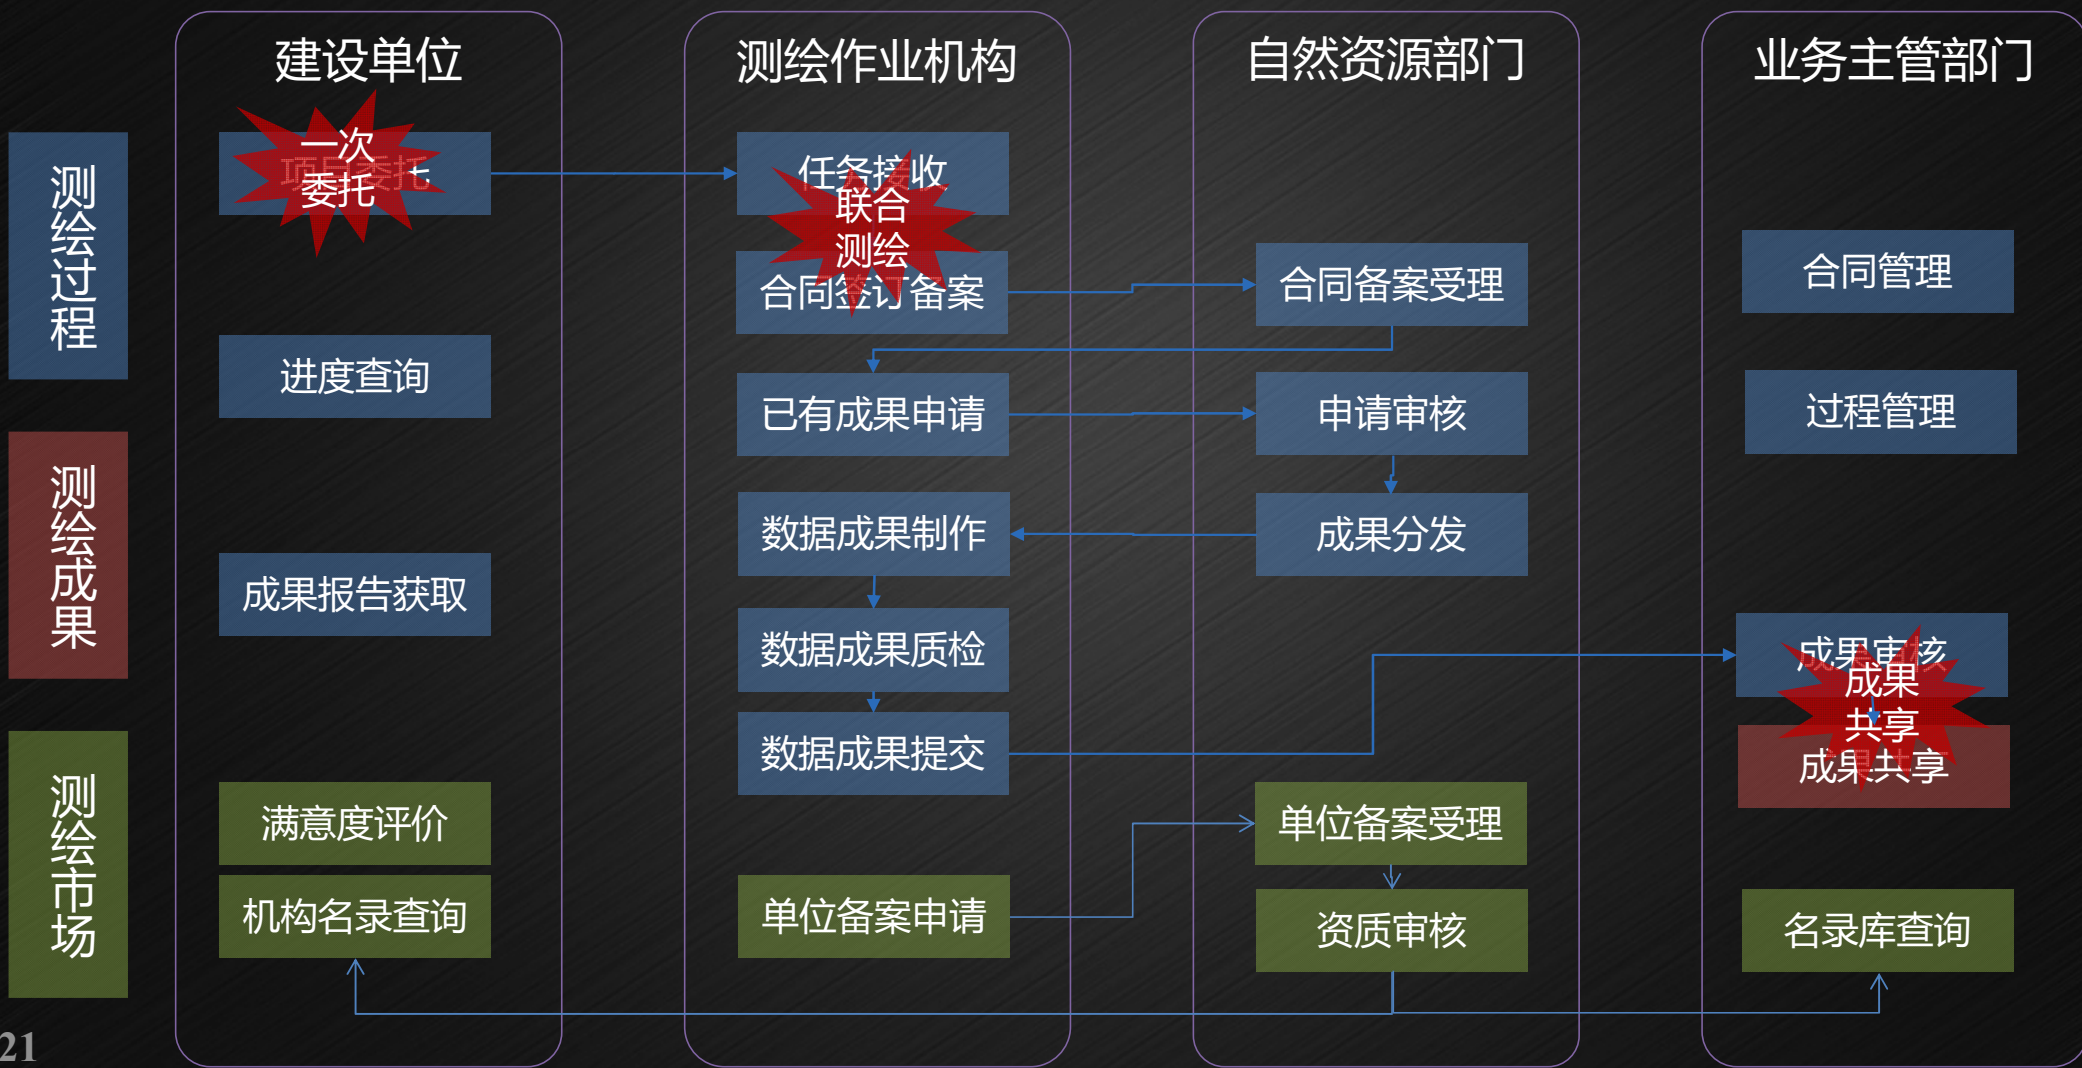 建设单位
测绘作业机构
自然资源部门
业务主管部门
测绘过程
测绘成果
测绘市场
项目委托
一次
委托
进度查询
成果报告获取
满意度评价
机构名录查询
任务接收
联合
测绘
合同签订备案
已有成果申请
数据成果制作
数据成果质检
数据成果提交
单位备案申请
合同备案受理
申请审核
成果分发
单位备案受理
资质审核
合同管理
过程管理
成果审核
成果
共享
成果共享
名录库查询
21